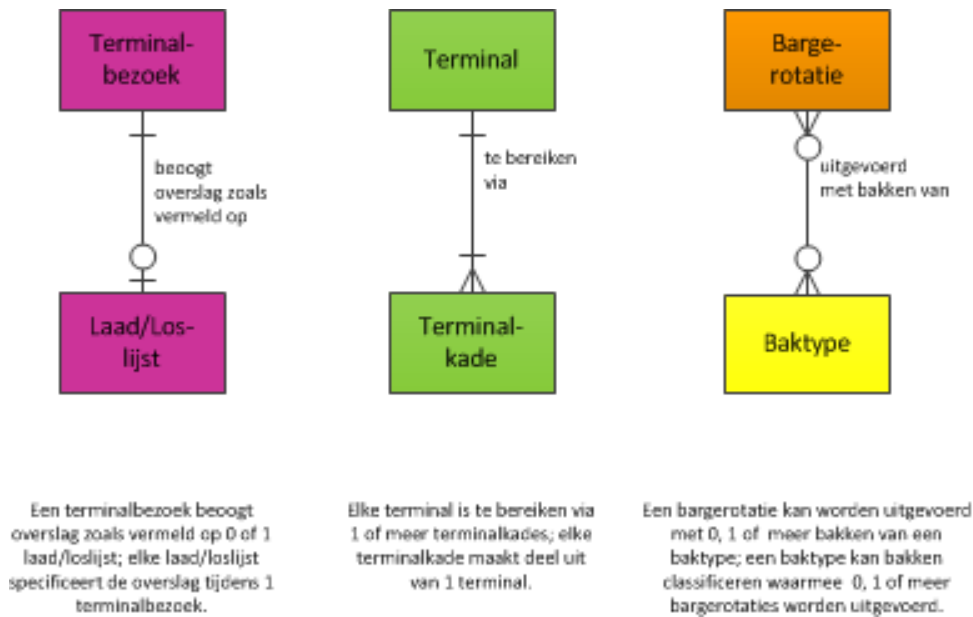 Terminal-
bezoek
Terminal
Barge-
rotatie
beoogt
overslag zoals
vermeld op
te bereiken
via
uitgevoerd
met bakken van
Laad/Los-
lijst
Terminal-
kade
Baktype
Een terminalbezoek beoogt
overslag zoals vermeld op 0 of 1
laad/loslijst; elke laad/loslijst
specificeert de overslag tijdens 1
terminalbezoek.
Elke terminal is te bereiken via
1 of meer terminalkades; elke
terminalkade maakt deel uit
van 1 terminal.
Een bargerotatie kan worden uitgevoerd
met 0, 1 of  meer bakken van een
baktype; een baktype kan bakken
classificeren waarmee  0, 1 of meer
bargerotaties worden uitgevoerd.